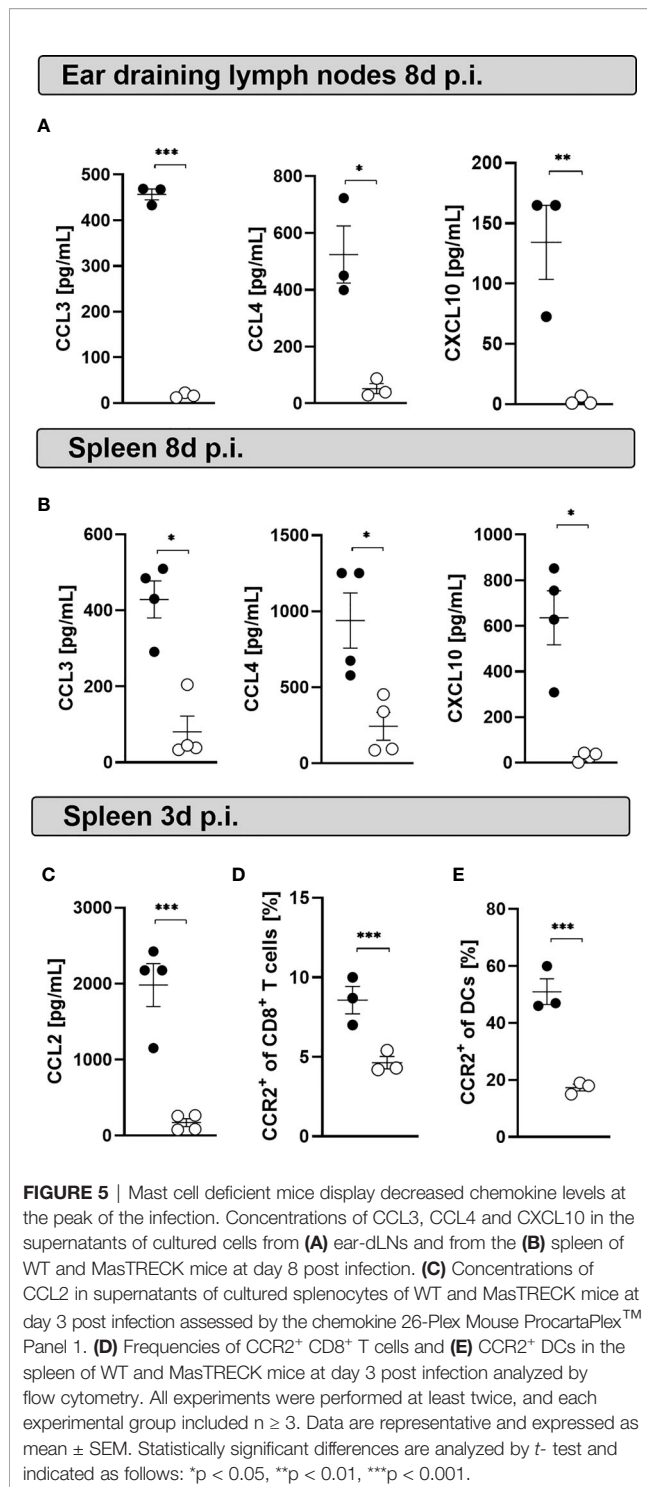 Ear draining lymph nodes 8d p.i.
A
***
*
**
500
400
300
200
100
0
CCL3 [pg/mL]
800
600
400
200
0
CCL4 [pg/mL]
200
150
100
50
0
CXCL10 [pg/mL]
Spleen 8d p.i.
B
*
*
*
600
400
200
0
CCL3 [pg/mL]
1500
1000
500
0
CCL4 [pg/mL]
1000
800
600
400
200
0
CXCL10 [pg/mL]
Spleen 3d p.i.
C
***
3000
2000
1000
0
CCL2 [pg/mL]
D
***
15
10
5
0
CCR2+ of CD8+ T cells [%]
E
***
80
60
40
20
0
CCR2+ of DCs [%]
FIGURE 5 | Mast cell deficient mice display decreased chemokine levels at
the peak of the infection. Concentrations of CCL3, CCL4 and CXCL10 in the
supernatants of cultured cells from (A) ear-dLNs and from the (B) spleen of
WT and MasTRECK mice at day 8 post infection. (C) Concentrations of
CCL2 in supernatants of cultured splenocytes of WT and MasTRECK mice at
day 3 post infection assessed by the chemokine 26-Plex Mouse ProcartaPlex™
Panel 1. (D) Frequencies of CCR2+ CD8+ T cells and (E) CCR2+ DCs in the
spleen of WT and MasTRECK mice at day 3 post infection analyzed by
flow cytometry. All experiments were performed at least twice, and each
experimental group included n ≥ 3. Data are representative and expressed as
mean ± SEM. Statistically significant differences are analyzed by t- test and
indicated as follows: *p < 0.05, **p < 0.01, ***p < 0.001.